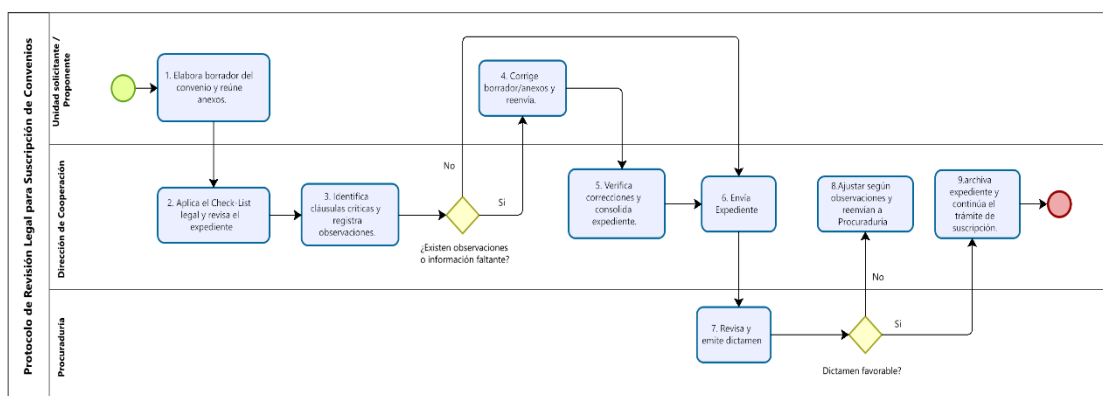 Protocolo de Revisión Legal para Suscripción de Convenios
Unidad solicitante /
Proponente
1. Elabora borrador del
convenio y reúne
anexos.
4. Corrige
borrador/anexos y
reenvía.
No
Si
Dirección de Cooperación
2. Aplica el Check-List
legal y revisa el
expediente
3. Identifica
cláusulas críticas y
registra
observaciones.
¿Existen observaciones
o información faltante?
5. Verifica
correcciones y
consolida
expediente.
6. Envía
Expediente
8.Ajustar según
observaciones y
reenvían a
Procuraduria
9.archiva
expediente y
continúa el
trámite de
suscripción.
No
Si
Procuraduría
7. Revisa y
emite dictamen
Dictamen favorable?